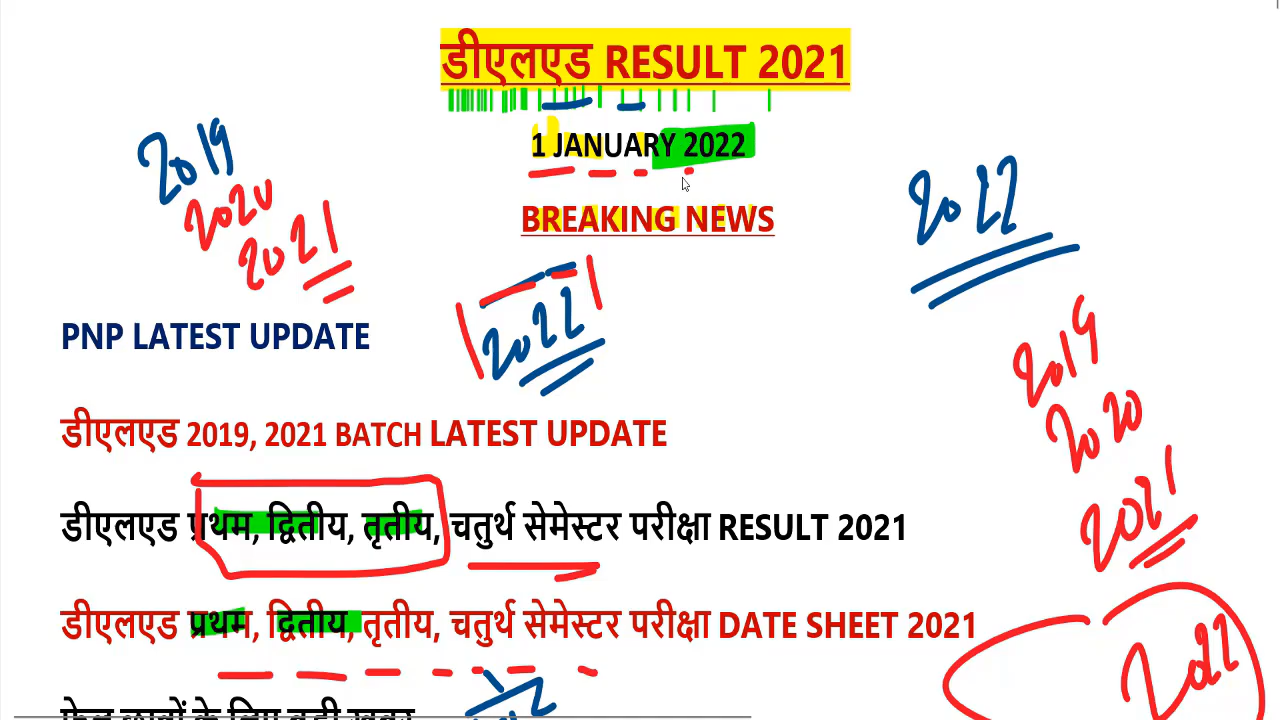 डीएलएड RESULT 2021
1 JANUARY 2022
BREAKING NEWS
2019
2020
2021
2022
2022
PNP LATEST UPDATE
2019
2020
2021
डीएलएड 2019, 2021 BATCH LATEST UPDATE
डीएलएड प्रथम, द्वितीय, तृतीय, चतुर्थ सेमेस्टर परीक्षा RESULT 2021
डीएलएड प्रथम, द्वितीय, तृतीय, चतुर्थ सेमेस्टर परीक्षा DATE SHEET 2021
2022
फेल छात्रों के लिए बड़ी खबर